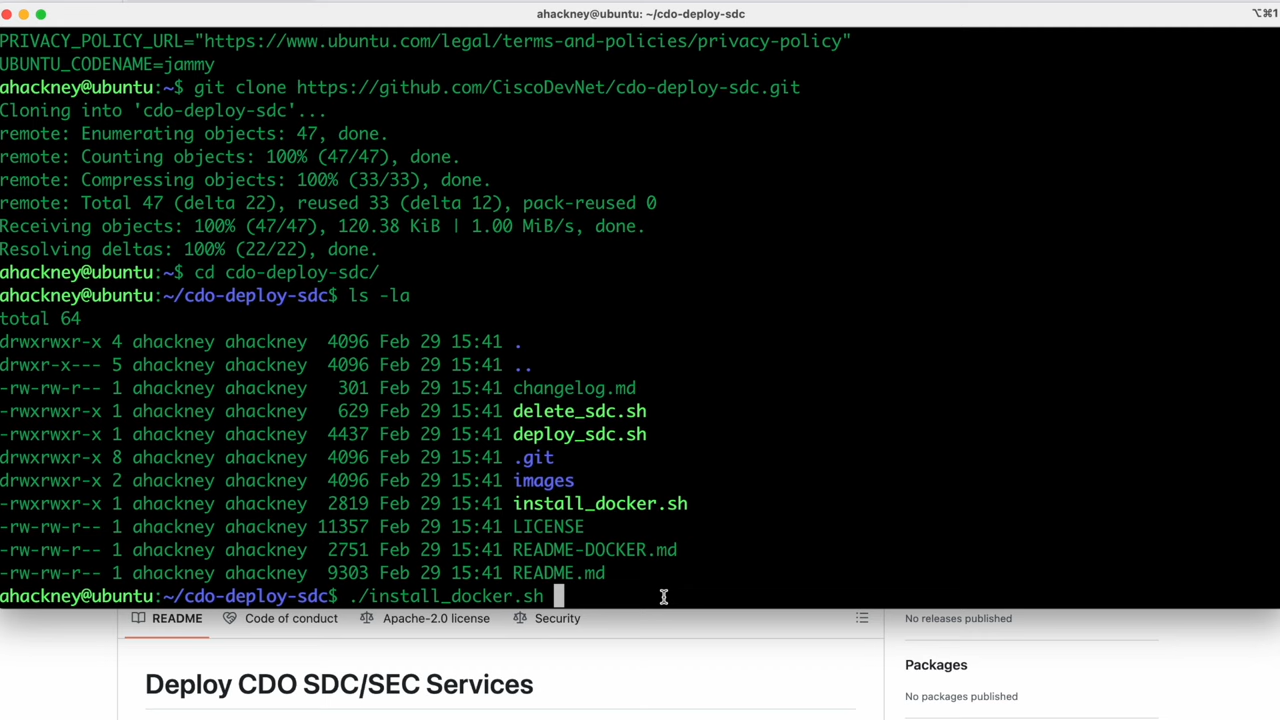 ahackney@ubuntu: ~/cdo-deploy-sdc
⌥⌘1
PRIVACY_POLICY_URL="https://www.ubuntu.com/legal/terms-and-policies/privacy-policy"
UBUNTU_CODENAME=jammy
ahackney@ubuntu:~$ git clone https://github.com/CiscoDevNet/cdo-deploy-sdc.git
Cloning into 'cdo-deploy-sdc'...
remote: Enumerating objects: 47, done.
remote: Counting objects: 100% (47/47), done.
remote: Compressing objects: 100% (33/33), done.
remote: Total 47 (delta 22), reused 33 (delta 12), pack-reused 0
Receiving objects: 100% (47/47), 120.38 KiB | 1.00 MiB/s, done.
Resolving deltas: 100% (22/22), done.
ahackney@ubuntu:~$ cd cdo-deploy-sdc/
ahackney@ubuntu:~/cdo-deploy-sdc$ ls -la
total 64
drwxrwxr-x 4 ahackney ahackney  4096 Feb 29 15:41 .
drwxr-x--- 5 ahackney ahackney  4096 Feb 29 15:41 ..
-rw-rw-r-- 1 ahackney ahackney   301 Feb 29 15:41 changelog.md
-rwxrwxr-x 1 ahackney ahackney   629 Feb 29 15:41 delete_sdc.sh
-rwxrwxr-x 1 ahackney ahackney  4437 Feb 29 15:41 deploy_sdc.sh
drwxrwxr-x 8 ahackney ahackney  4096 Feb 29 15:41 .git
drwxrwxr-x 2 ahackney ahackney  4096 Feb 29 15:41 images
-rwxrwxr-x 1 ahackney ahackney  2819 Feb 29 15:41 install_docker.sh
-rw-rw-r-- 1 ahackney ahackney 11357 Feb 29 15:41 LICENSE
-rw-rw-r-- 1 ahackney ahackney  2751 Feb 29 15:41 README-DOCKER.md
-rw-rw-r-- 1 ahackney ahackney  9303 Feb 29 15:41 README.md
ahackney@ubuntu:~/cdo-deploy-sdc$ ./install_docker.sh
README Code of conduct Apache-2.0 license Security
No releases published
Packages
No packages published
Deploy CDO SDC/SEC Services